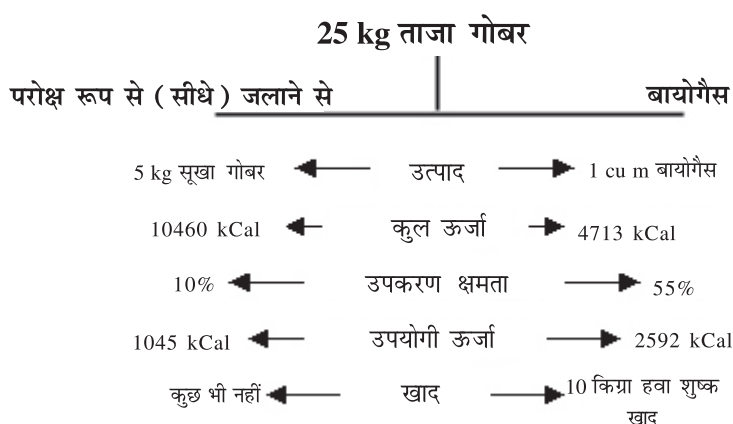 25 kg ताजा गोबर
परोक्ष रूप से ( सीधे ) जलाने से बायोगैस
5 kg सूखा गोबर उत्पाद 1 cu m बायोगैस
10460 kCal कुल ऊर्जा 4713 kCal
10% उपकरण क्षमता 55%
1045 kCal उपयोगी ऊर्जा 2592 kCal
कुछ भी नहीं खाद 10 किग्रा हवा शुष्क
खाद